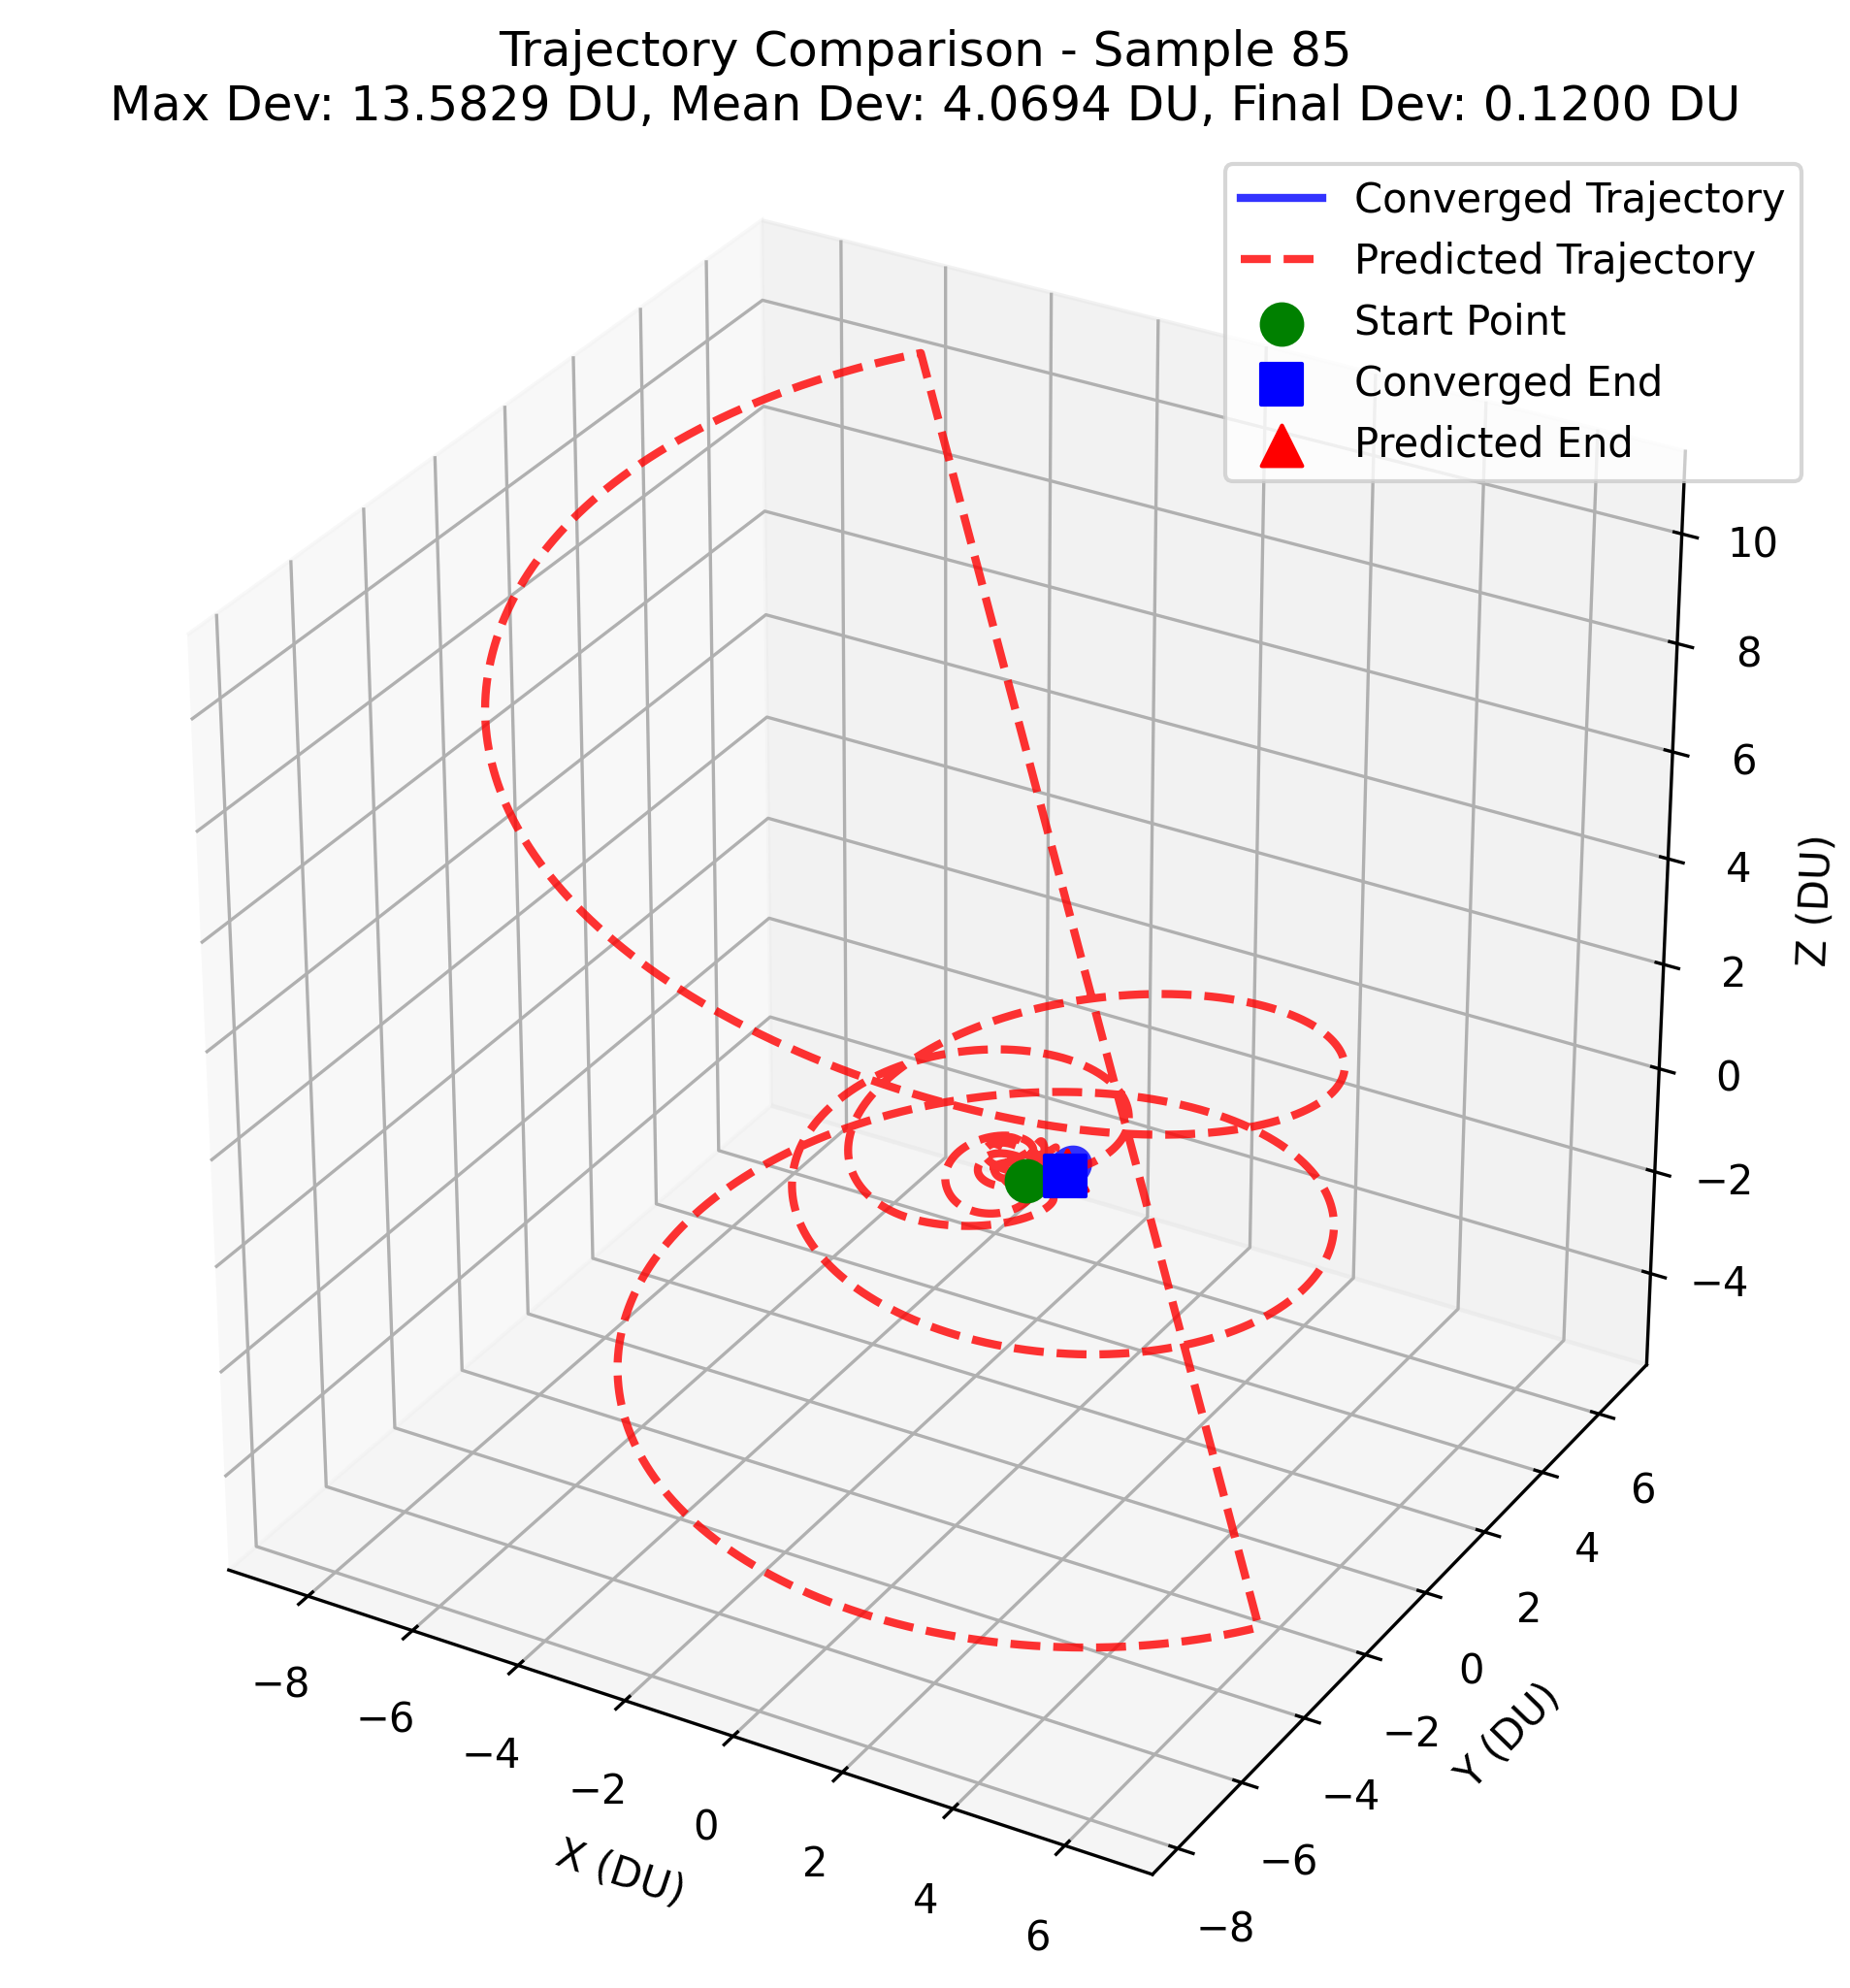 Trajectory Comparison - Sample 85
Max Dev: 13.5829 DU, Mean Dev: 4.0694 DU, Final Dev: 0.1200 DU
Converged Trajectory
Predicted Trajectory
Start Point
Converged End
Predicted End
10
8
6
4
2
0
−2
−4
Z (DU)
6
4
2
0
−2
−4
−6
−8
Y (DU)
−8
−6
−4
−2
0
2
4
6
X (DU)